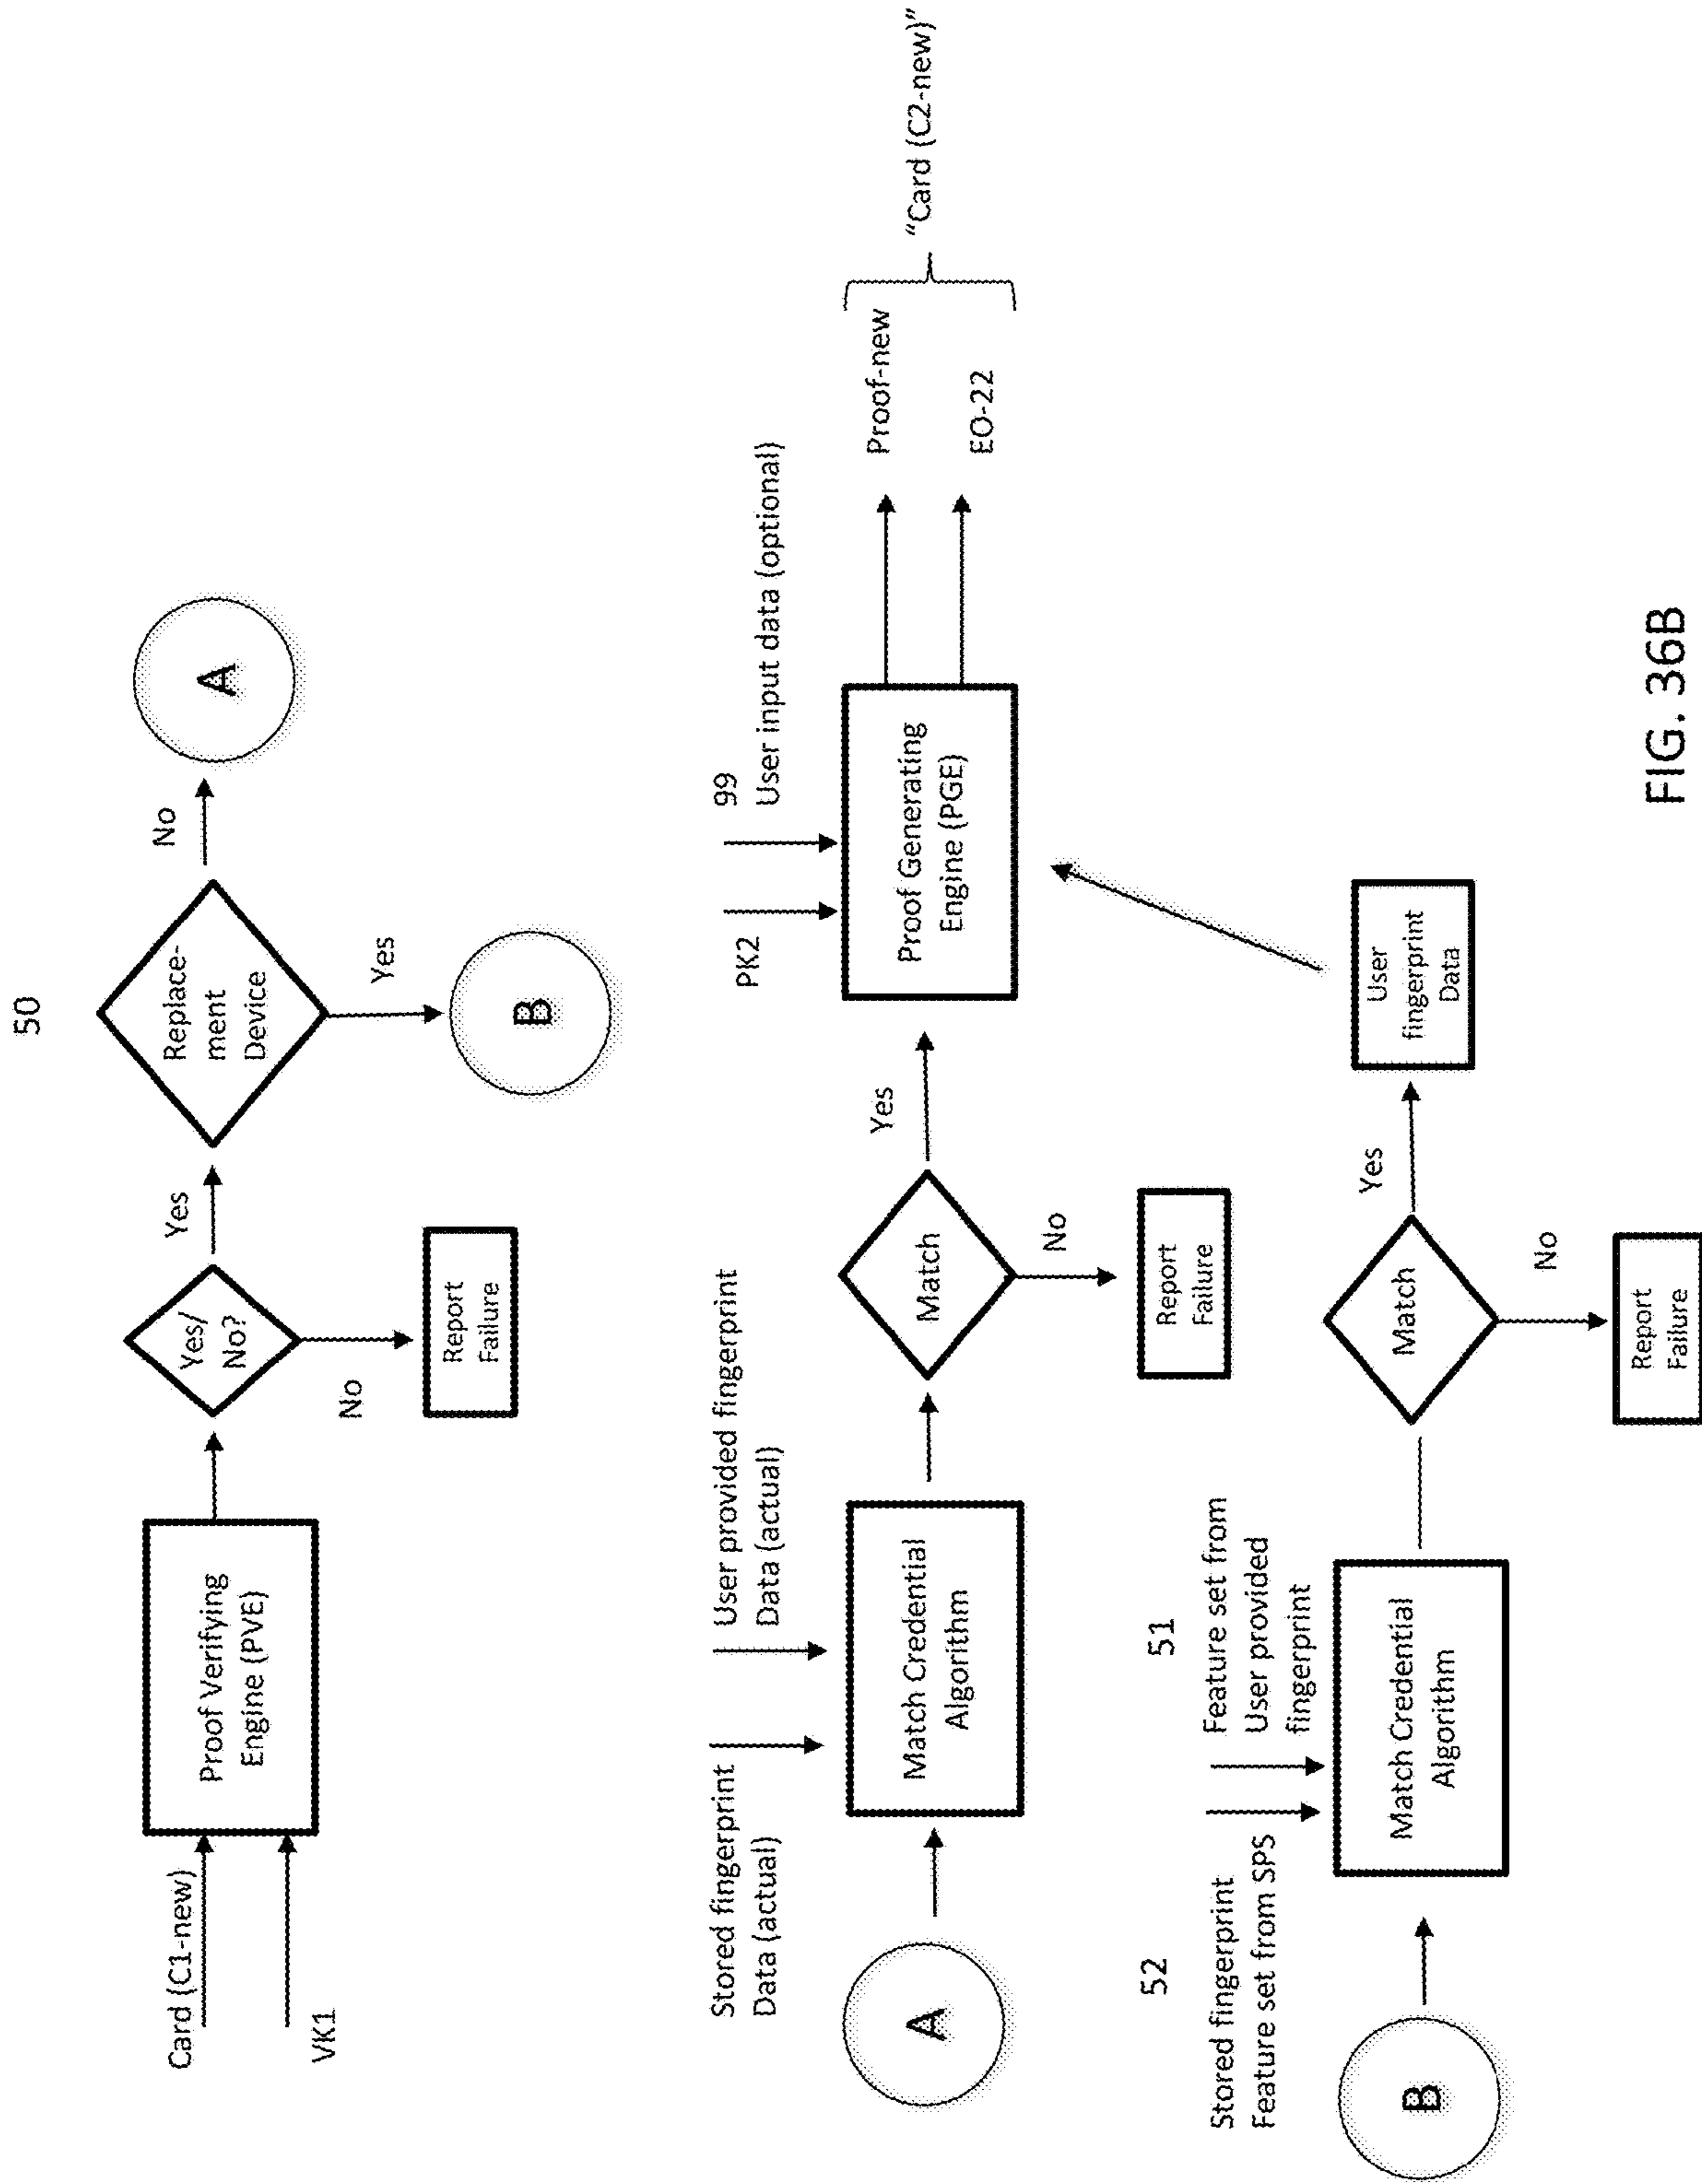 50
Card (C1-new)
VK1
Proof Verifying
Engine (PVE)
Yes/
No?
No
Report
Failure
Yes
Replace-
ment
Device
No
A
Yes
B
A
Stored fingerprint
Data (actual)
User provided fingerprint
Data (actual)
Match Credential
Algorithm
Match
No
Report
Failure
Yes
PK2
99
User input data (optional)
Proof Generating
Engine (PGE)
Proof-new
EO-22
“Card (C2-new)”
B
52
Stored fingerprint
Feature set from SPS
51
Feature set from
User provided
fingerprint
Match Credential
Algorithm
Match
No
Report
Failure
Yes
User
fingerprint
Data
FIG. 36B